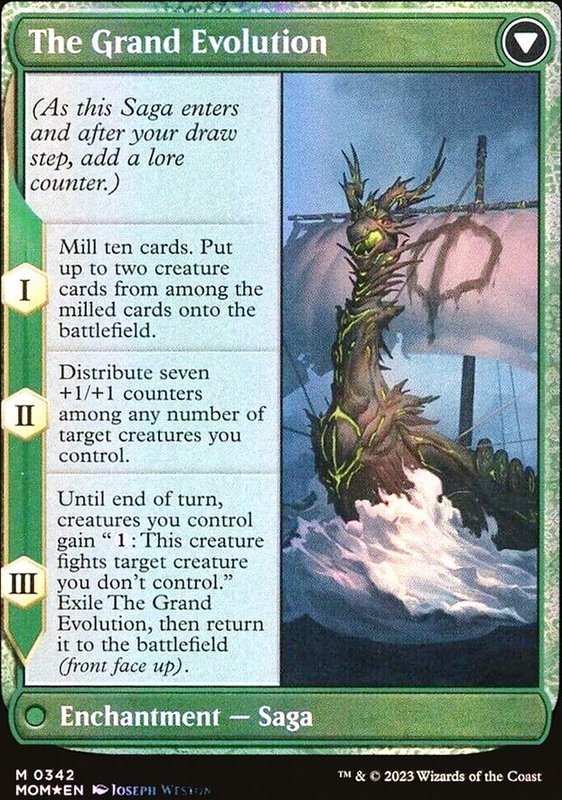 The Grand Evolution
(As this Saga enters
and after your draw
step, add a lore
counter.)
I
Mill ten cards. Put
up to two creature
cards from among the
milled cards onto the
battlefield.
II
Distribute seven
+1/+1 counters
among any number of
target creatures you
control.
III
Until end of turn,
creatures you control
gain “1: This creature
fights target creature
you don’t control.”
Exile The Grand
Evolution, then return
it to the battlefield
(front face up).
Enchantment — Saga
M 0342
MOM★EN Joseph Weston
™ & © 2023 Wizards of the Coast